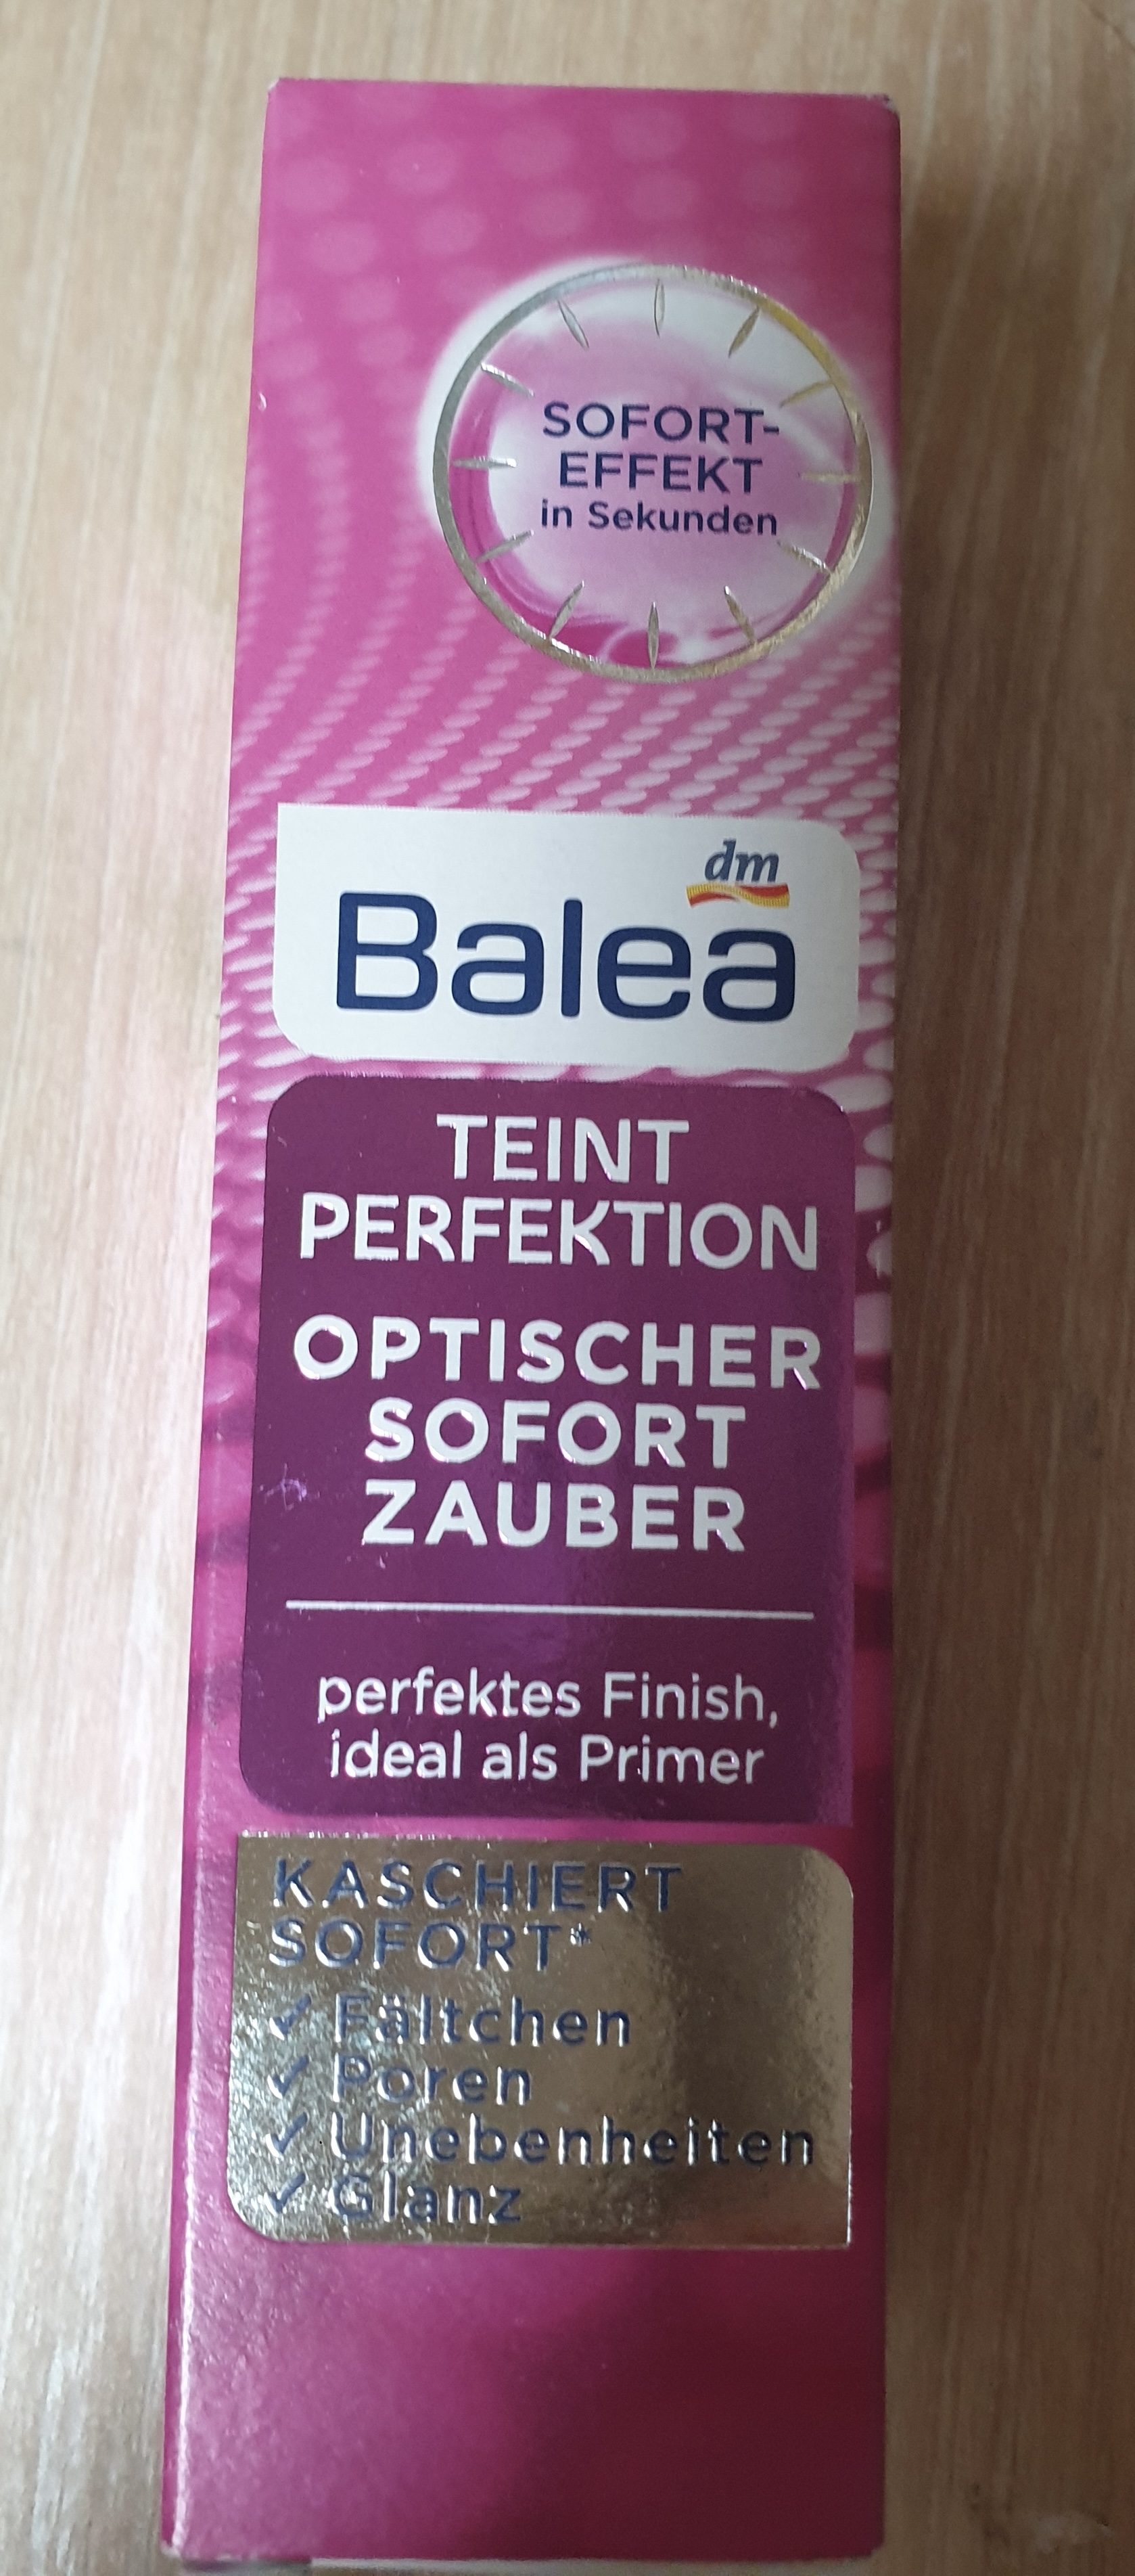 SOFORT-
EFFEKT
in Sekunden
dm
Balea
TEINT
PERFEKTION
OPTISCHER
SOFORT
ZAUBER
perfektes Finish,
ideal als Primer
KASCHIERT
SOFORT*
✓ Fältchen
✓ Poren
✓ Unebenheiten
✓ Glanz